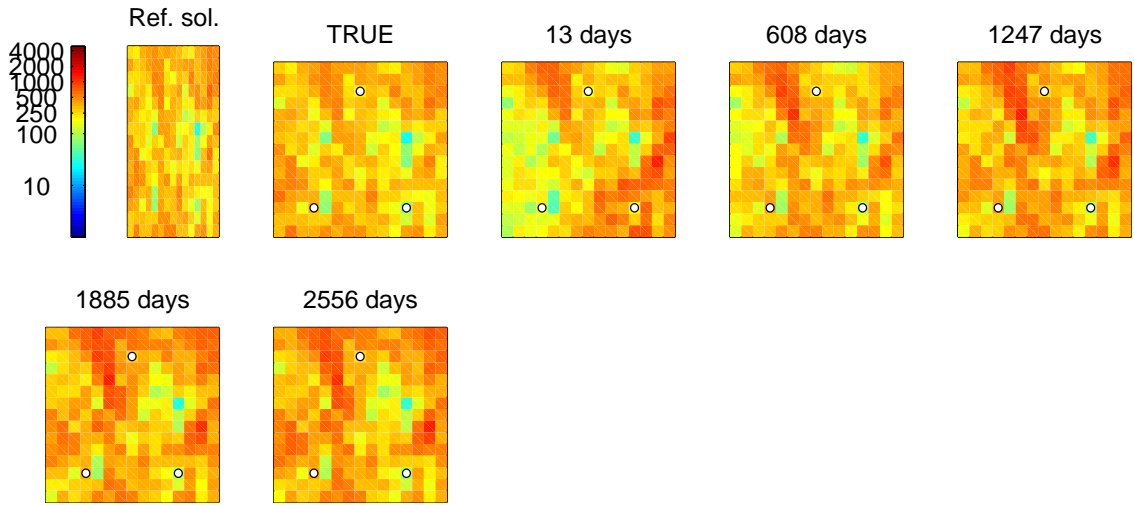 Ref. sol.
TRUE
13 days
608 days
1247 days
4000
2000
1000
500
250
100
10
1885 days
2556 days